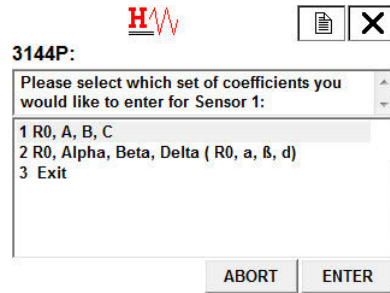 H
3144P:
Please select which set of coefficients you
would like to enter for Sensor 1:
1 R0, A, B, C
2 R0, Alpha, Beta, Delta ( R0, a, ß, d)
3 Exit
ABORT ENTER